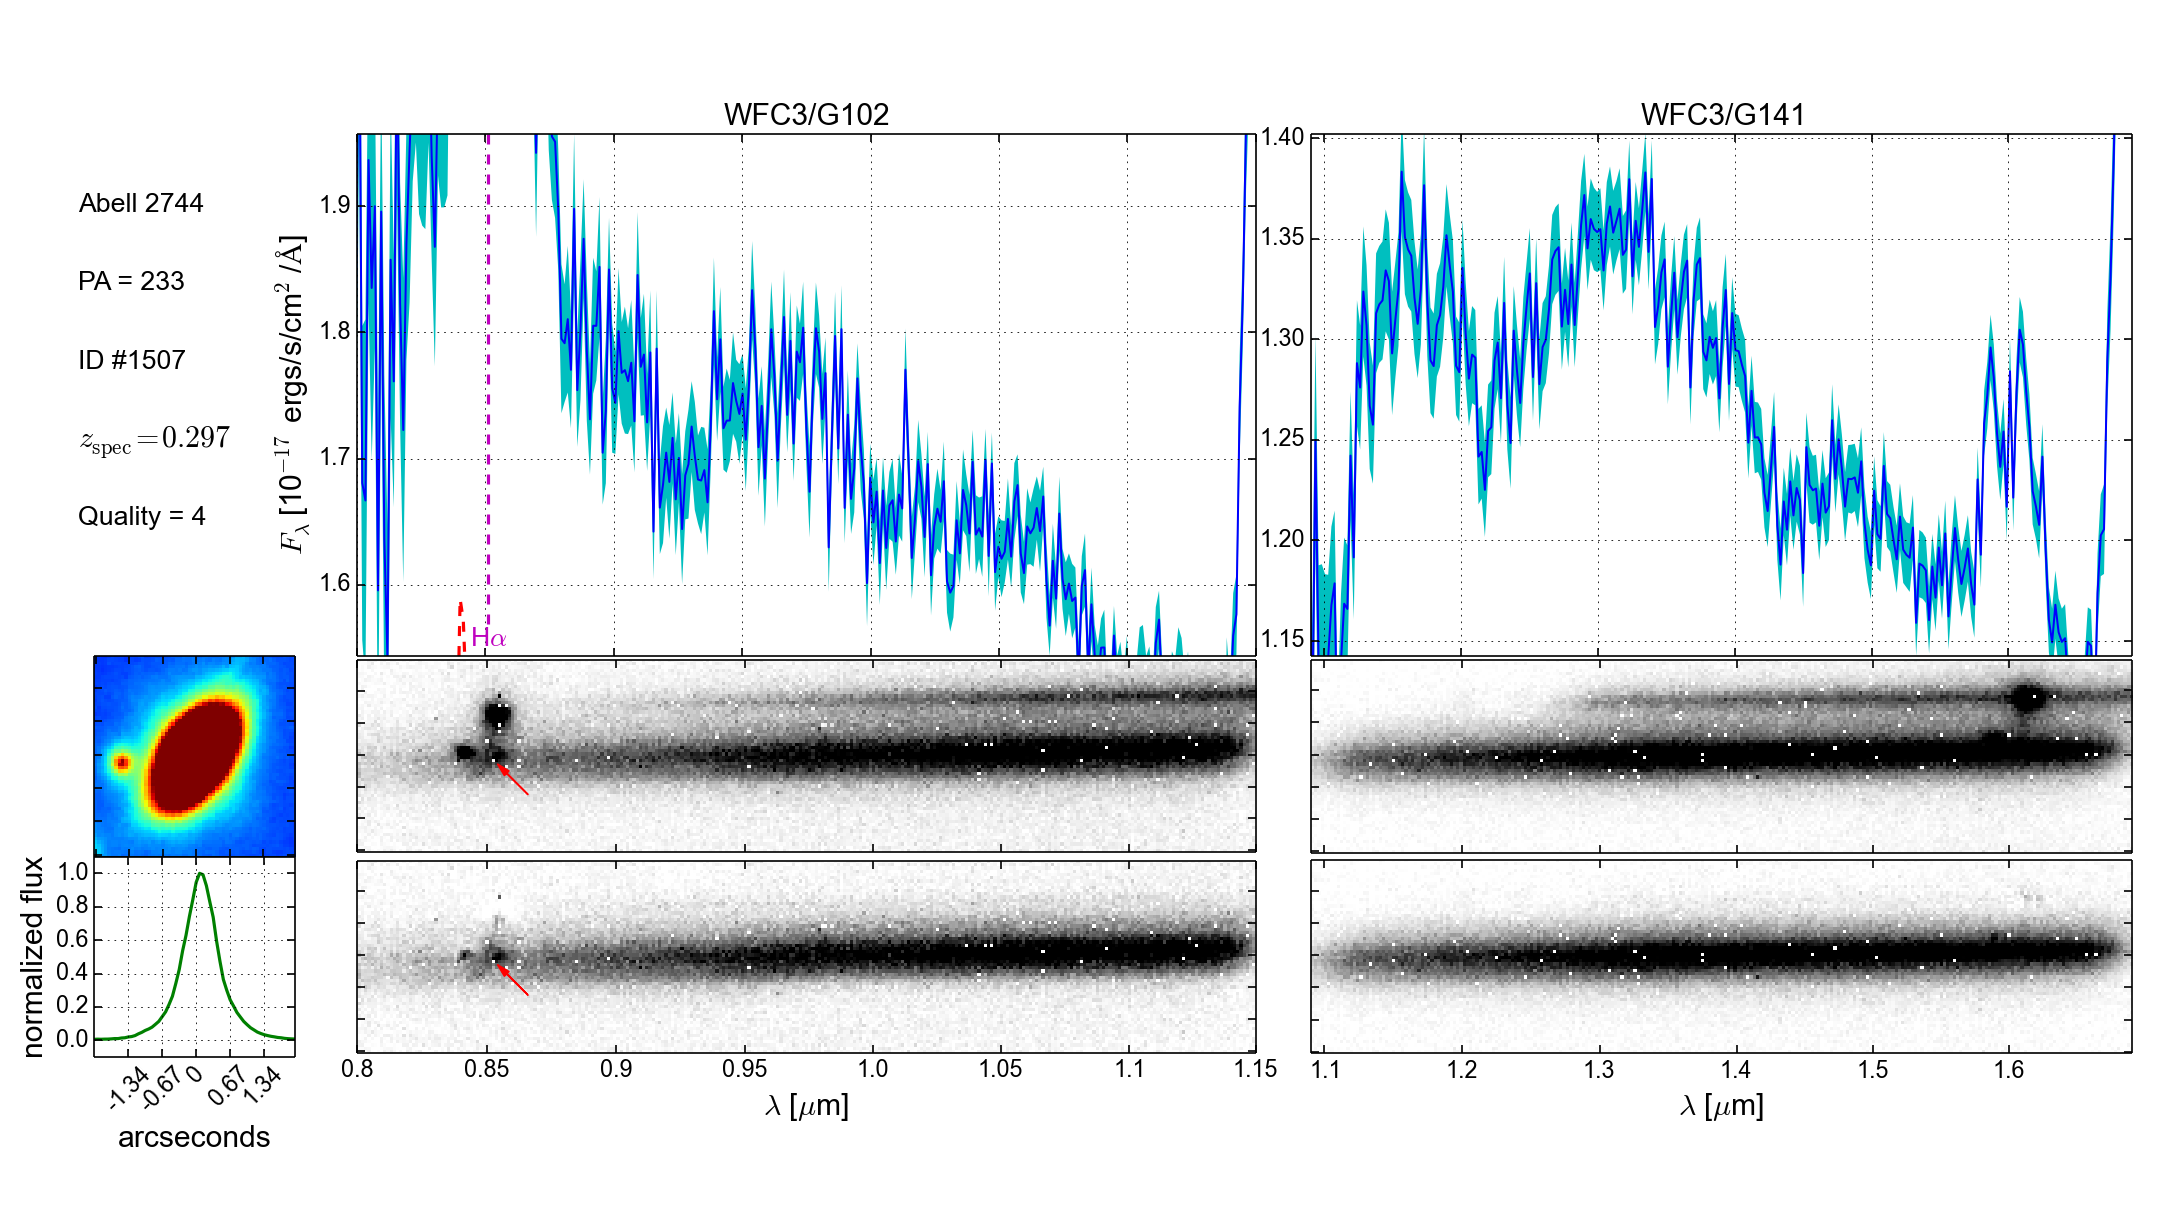 WFC3/G102
WFC3/G141
Abell 2744
PA = 233
ID #1507
z_spec = 0.297
Quality = 4
F_λ [10^−17 ergs/s/cm^2 /Å]
1.9
1.8
1.7
1.6
Hα
1.40
1.35
1.30
1.25
1.20
1.15
normalized flux
1.0
0.8
0.6
0.4
0.2
0.0
-1.34
-0.67
0
0.67
1.34
arcseconds
0.8
0.85
0.9
0.95
1.0
1.05
1.1
1.15
λ [μm]
1.1
1.2
1.3
1.4
1.5
1.6
λ [μm]